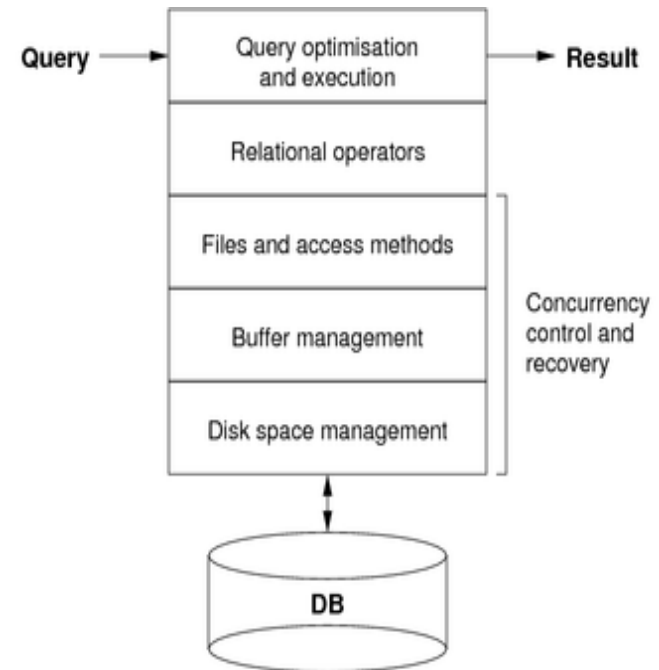 Query
Query optimisation
and execution
Result
Relational operators
Files and access methods
Concurrency
control and
recovery
Buffer management
Disk space management
DB